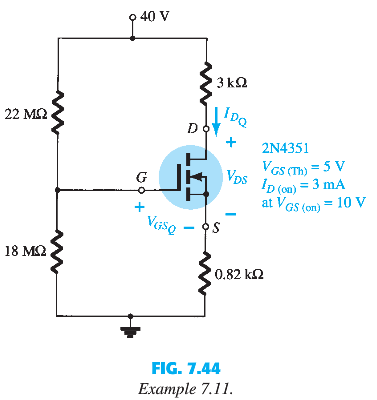 40 V
3 kΩ
22 MΩ
I_DQ
D
+
2N4351
V_GS (Th) = 5 V
G
V_DS
I_D (on) = 3 mA
at V_GS (on) = 10 V
+
V_GSQ
–
–
S
18 MΩ
0.82 kΩ
FIG. 7.44
Example 7.11.